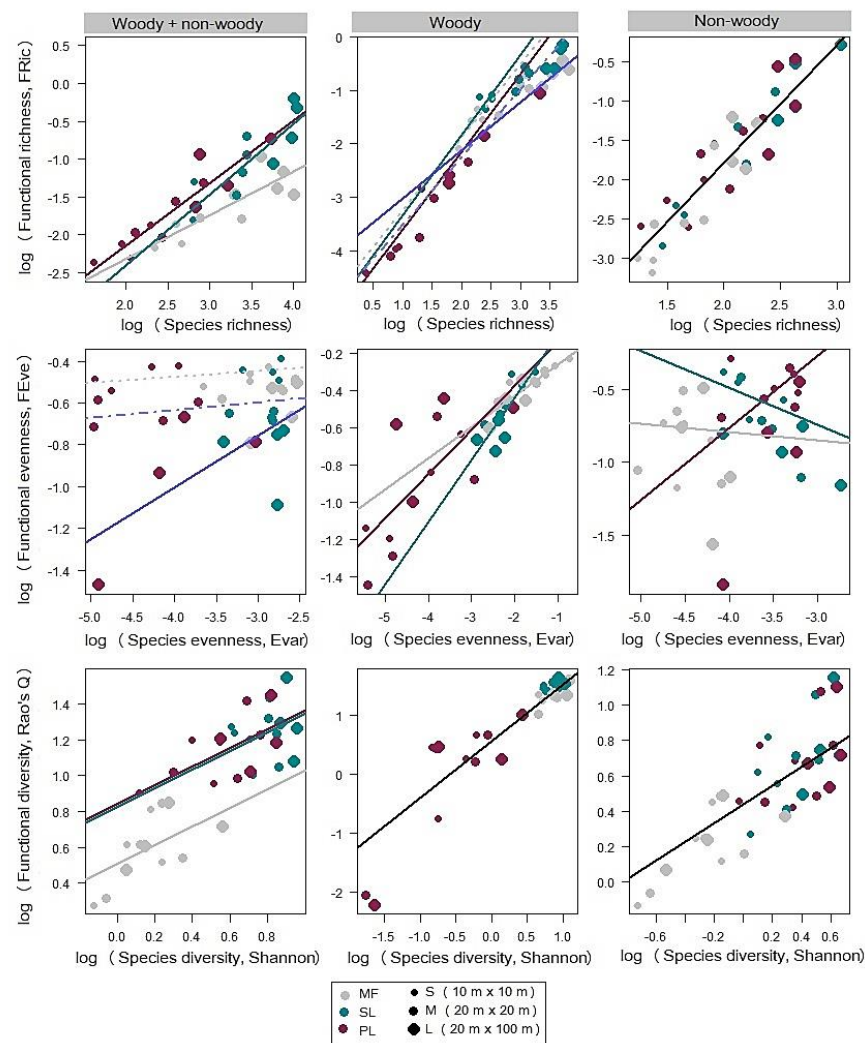 Woody + non-woody
Woody
Non-woody
log ( Functional richness, FRic)
0.5
0.0
-0.5
-1.0
-1.5
-2.0
-2.5
2.0 2.5 3.0 3.5 4.0
log ( Species richness)
0
-1
-2
-3
-4
0.5 1.0 1.5 2.0 2.5 3.0 3.5
log ( Species richness)
-0.5
-1.0
-1.5
-2.0
-2.5
-3.0
1.5 2.0 2.5 3.0
log ( Species richness)
log ( Functional evenness, FEve)
-0.4
-0.6
-0.8
-1.0
-1.2
-1.4
-5.0 -4.5 -4.0 -3.5 -3.0 -2.5
log ( Species evenness, Evar)
-0.2
-0.4
-0.6
-0.8
-1.0
-1.2
-1.4
-5 -4 -3 -2 -1
log ( Species evenness, Evar)
-0.5
-1.0
-1.5
-5.0 -4.5 -4.0 -3.5 -3.0
log ( Species evenness, Evar)
log ( Functional diversity, Rao's Q)
1.4
1.2
1.0
0.8
0.6
0.4
0.0 0.2 0.4 0.6 0.8
log ( Species diversity, Shannon)
1
0
-1
-2
-1.5 -1.0 -0.5 0.0 0.5 1.0
log ( Species diversity, Shannon)
1.2
1.0
0.8
0.6
0.4
0.2
0.0
-0.6 -0.2 0.2 0.4 0.6
log ( Species diversity, Shannon)
MF S ( 10 m x 10 m )
SL M ( 20 m x 20 m )
PL L ( 20 m x 100 m )